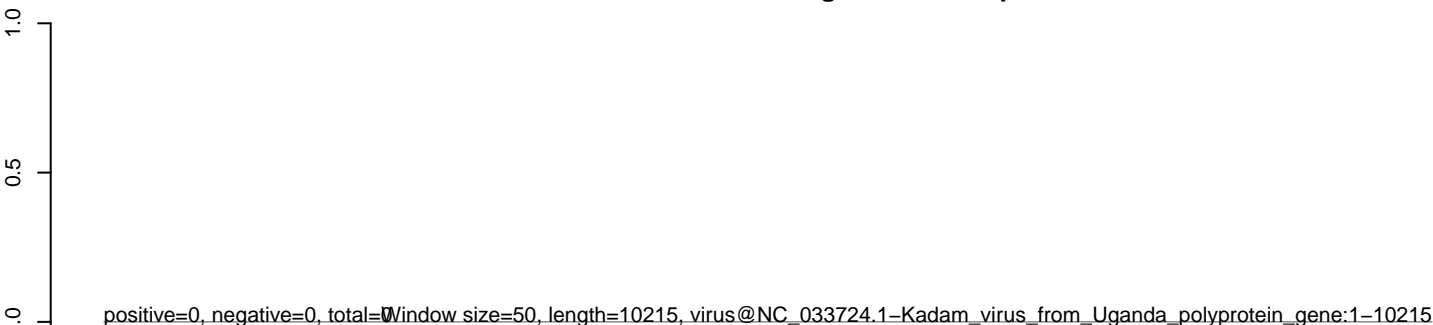 1.0
0.5
.0
positive=0, negative=0, total=0
Window size=50, length=10215, virus@NC_033724.1−Kadam_virus_from_Uganda_polyprotein_gene:1−10215